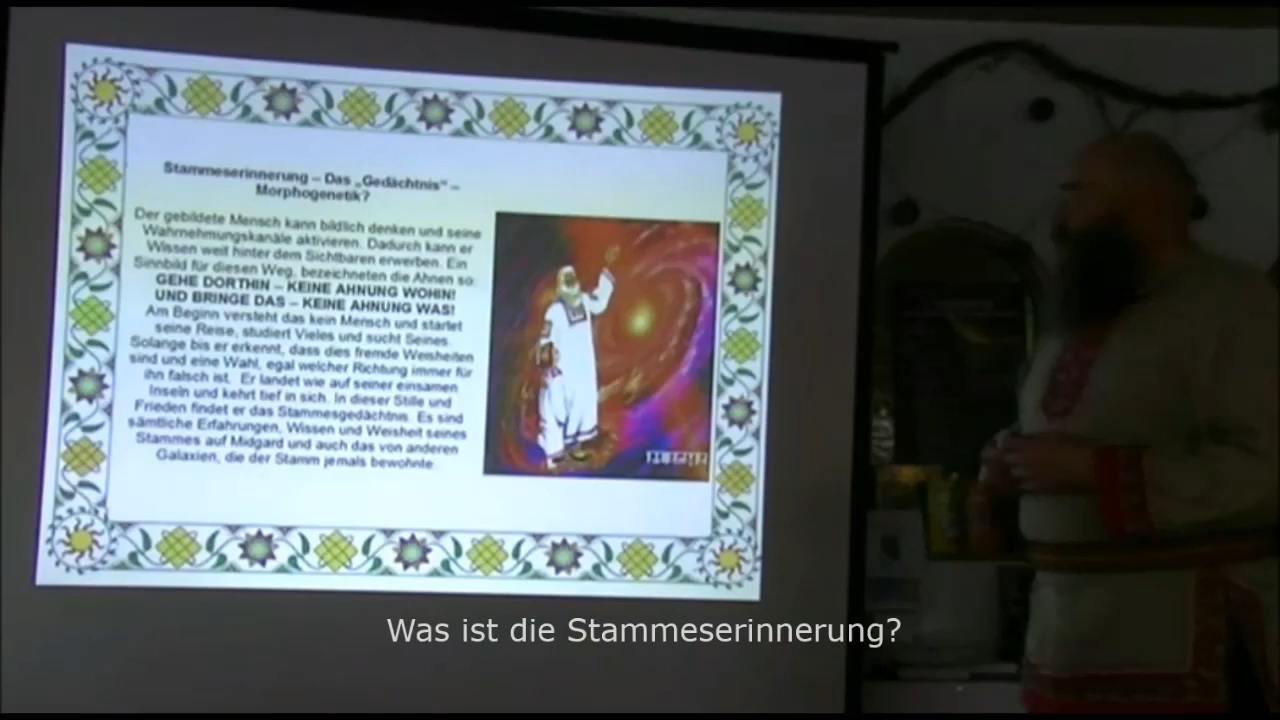 Stammeserinnerung – Das „Gedächtnis“ –
Morphogenetik?
Der gebildete Mensch kann bildlich denken und seine
Wahrnehmungskanäle aktivieren. Dadurch kann er
Wissen weit hinter dem Sichtbaren erwerben. Ein
Sinnbild für diesen Weg, bezeichneten die Ahnen so:
GEHE DORTHIN – KEINE AHNUNG WOHIN!
UND BRINGE DAS – KEINE AHNUNG WAS!
Am Beginn versteht das kein Mensch und startet
seine Reise, studiert Vieles und sucht Seines.
Solange bis er erkennt, dass dies fremde Weisheiten
sind und eine Wahl, egal welcher Richtung immer für
ihn falsch ist. Er landet wie auf seiner einsamen
Inseln und kehrt tief in sich. In dieser Stille und
Frieden findet er das Stammesgedächtnis. Es sind
sämtliche Erfahrungen, Wissen und Weisheit seines
Stammes auf Midgard und auch das von anderen
Galaxien, die der Stamm jemals bewohnte.
Was ist die Stammeserinnerung?